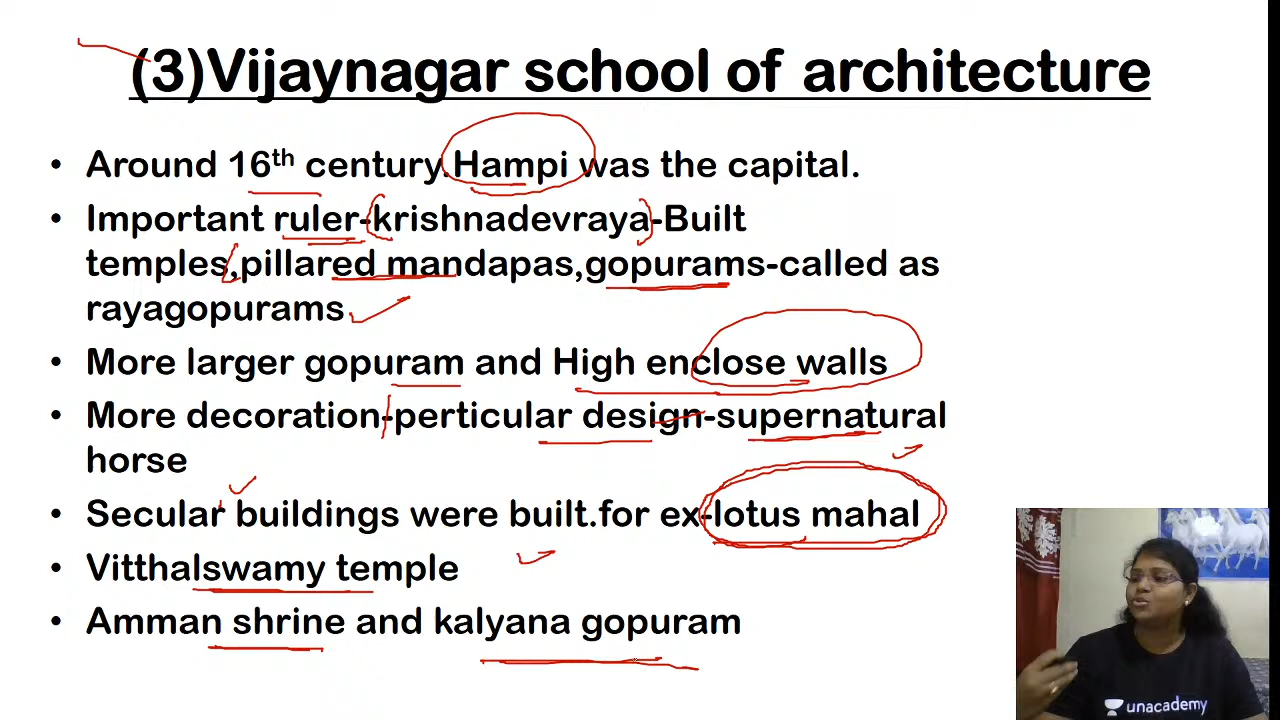 (3)Vijaynagar school of architecture
• Around 16th century.Hampi was the capital.
• Important ruler-krishnadevraya-Built
temples,pillared mandapas,gopurams-called as
rayagopurams
• More larger gopuram and High enclose walls
• More decoration-perticular design-supernatural
horse
• Secular buildings were built.for ex-lotus mahal
• Vitthalswamy temple
• Amman shrine and kalyana gopuram
unacademy